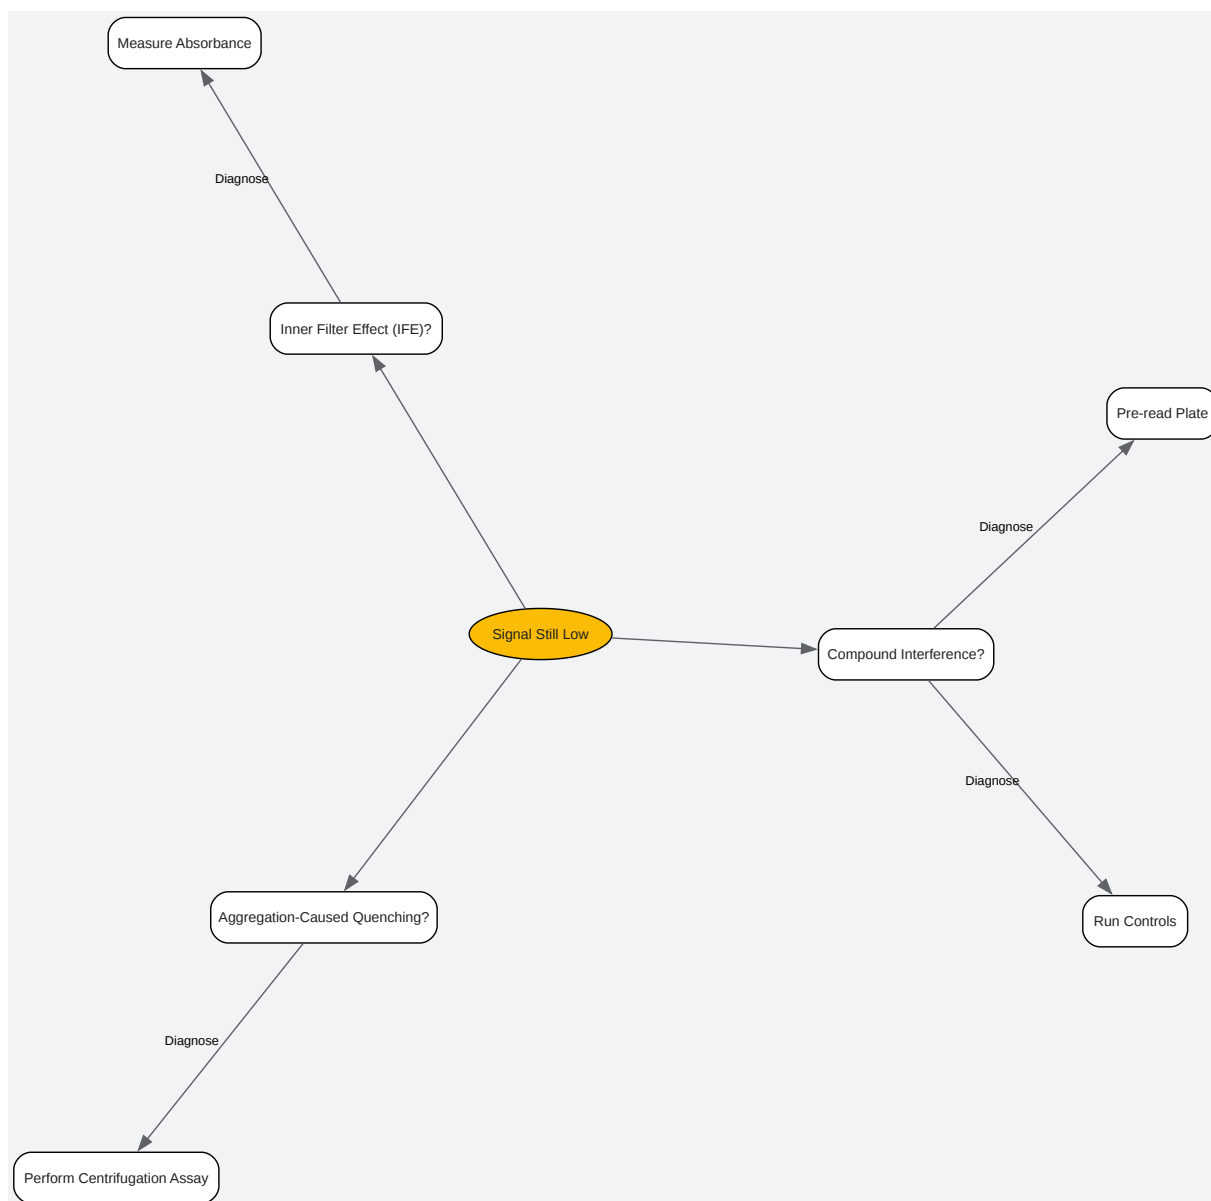 Measure Absorbance
Diagnose
Inner Filter Effect (IFE)?
Pre-read Plate
Diagnose
Signal Still Low
Compound Interference?
Diagnose
Aggregation-Caused Quenching?
Run Controls
Diagnose
Perform Centrifugation Assay